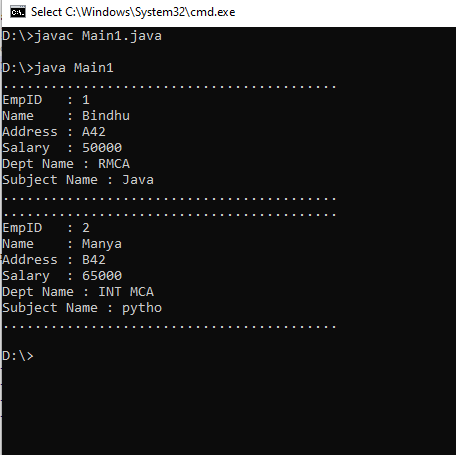 Select C:\Windows\System32\cmd.exe
D:\>javac Main1.java
D:\>java Main1
..........................................
EmpID   : 1
Name    : Bindhu
Address : A42
Salary  : 50000
Dept Name : RMCA
Subject Name : Java
..........................................
..........................................
EmpID   : 2
Name    : Manya
Address : B42
Salary  : 65000
Dept Name : INT MCA
Subject Name : pytho
..........................................
D:\>